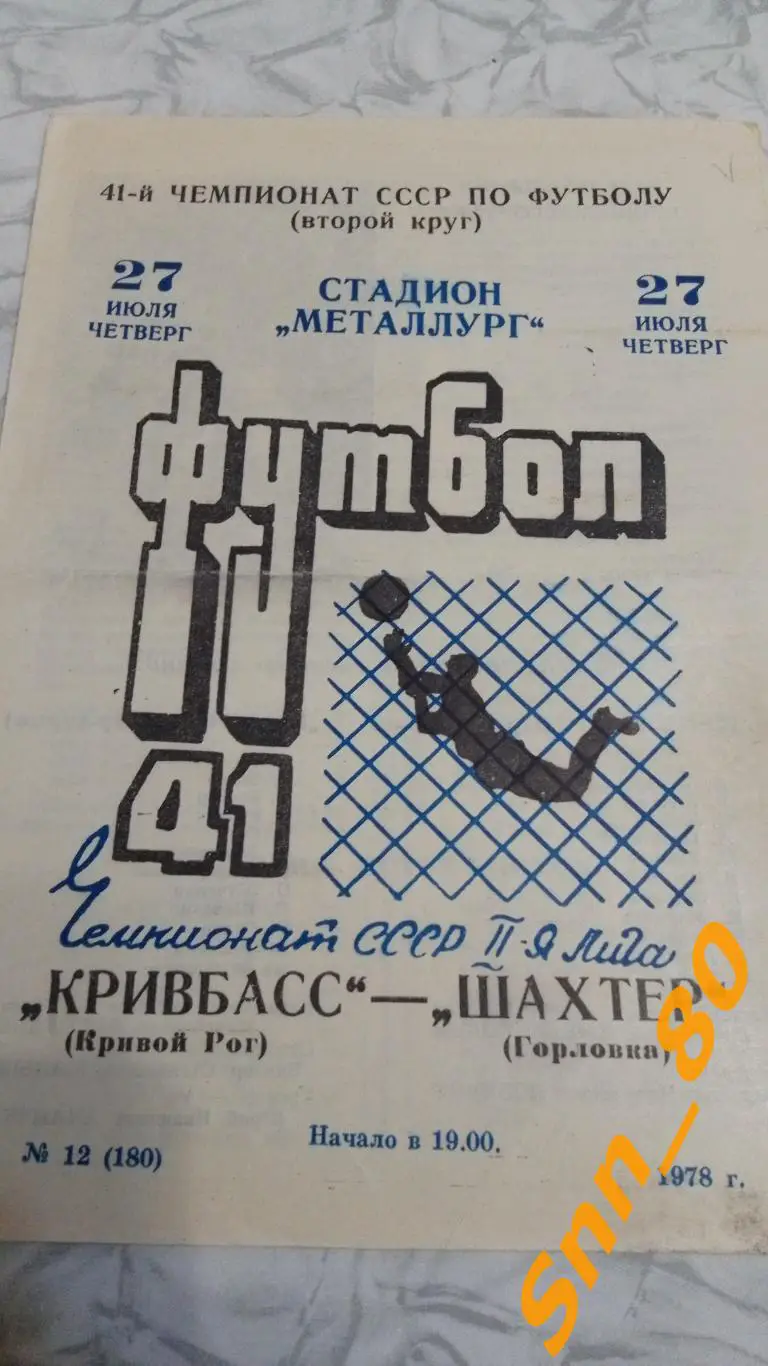 41-й ЧЕМПИОНАТ СССР ПО ФУТБОЛУ
(второй круг)
27
ИЮЛЯ
ЧЕТВЕРГ
СТАДИОН
„МЕТАЛЛУРГ“
27
ИЮЛЯ
ЧЕТВЕРГ
футбол
41
Чемпионат СССР II-я лига
„КРИВБАСС“ — „ШАХТЕР“
(Кривой Рог)
(Горловка)
№ 12 (180)
Начало в 19.00.
1978 г.
snn_80